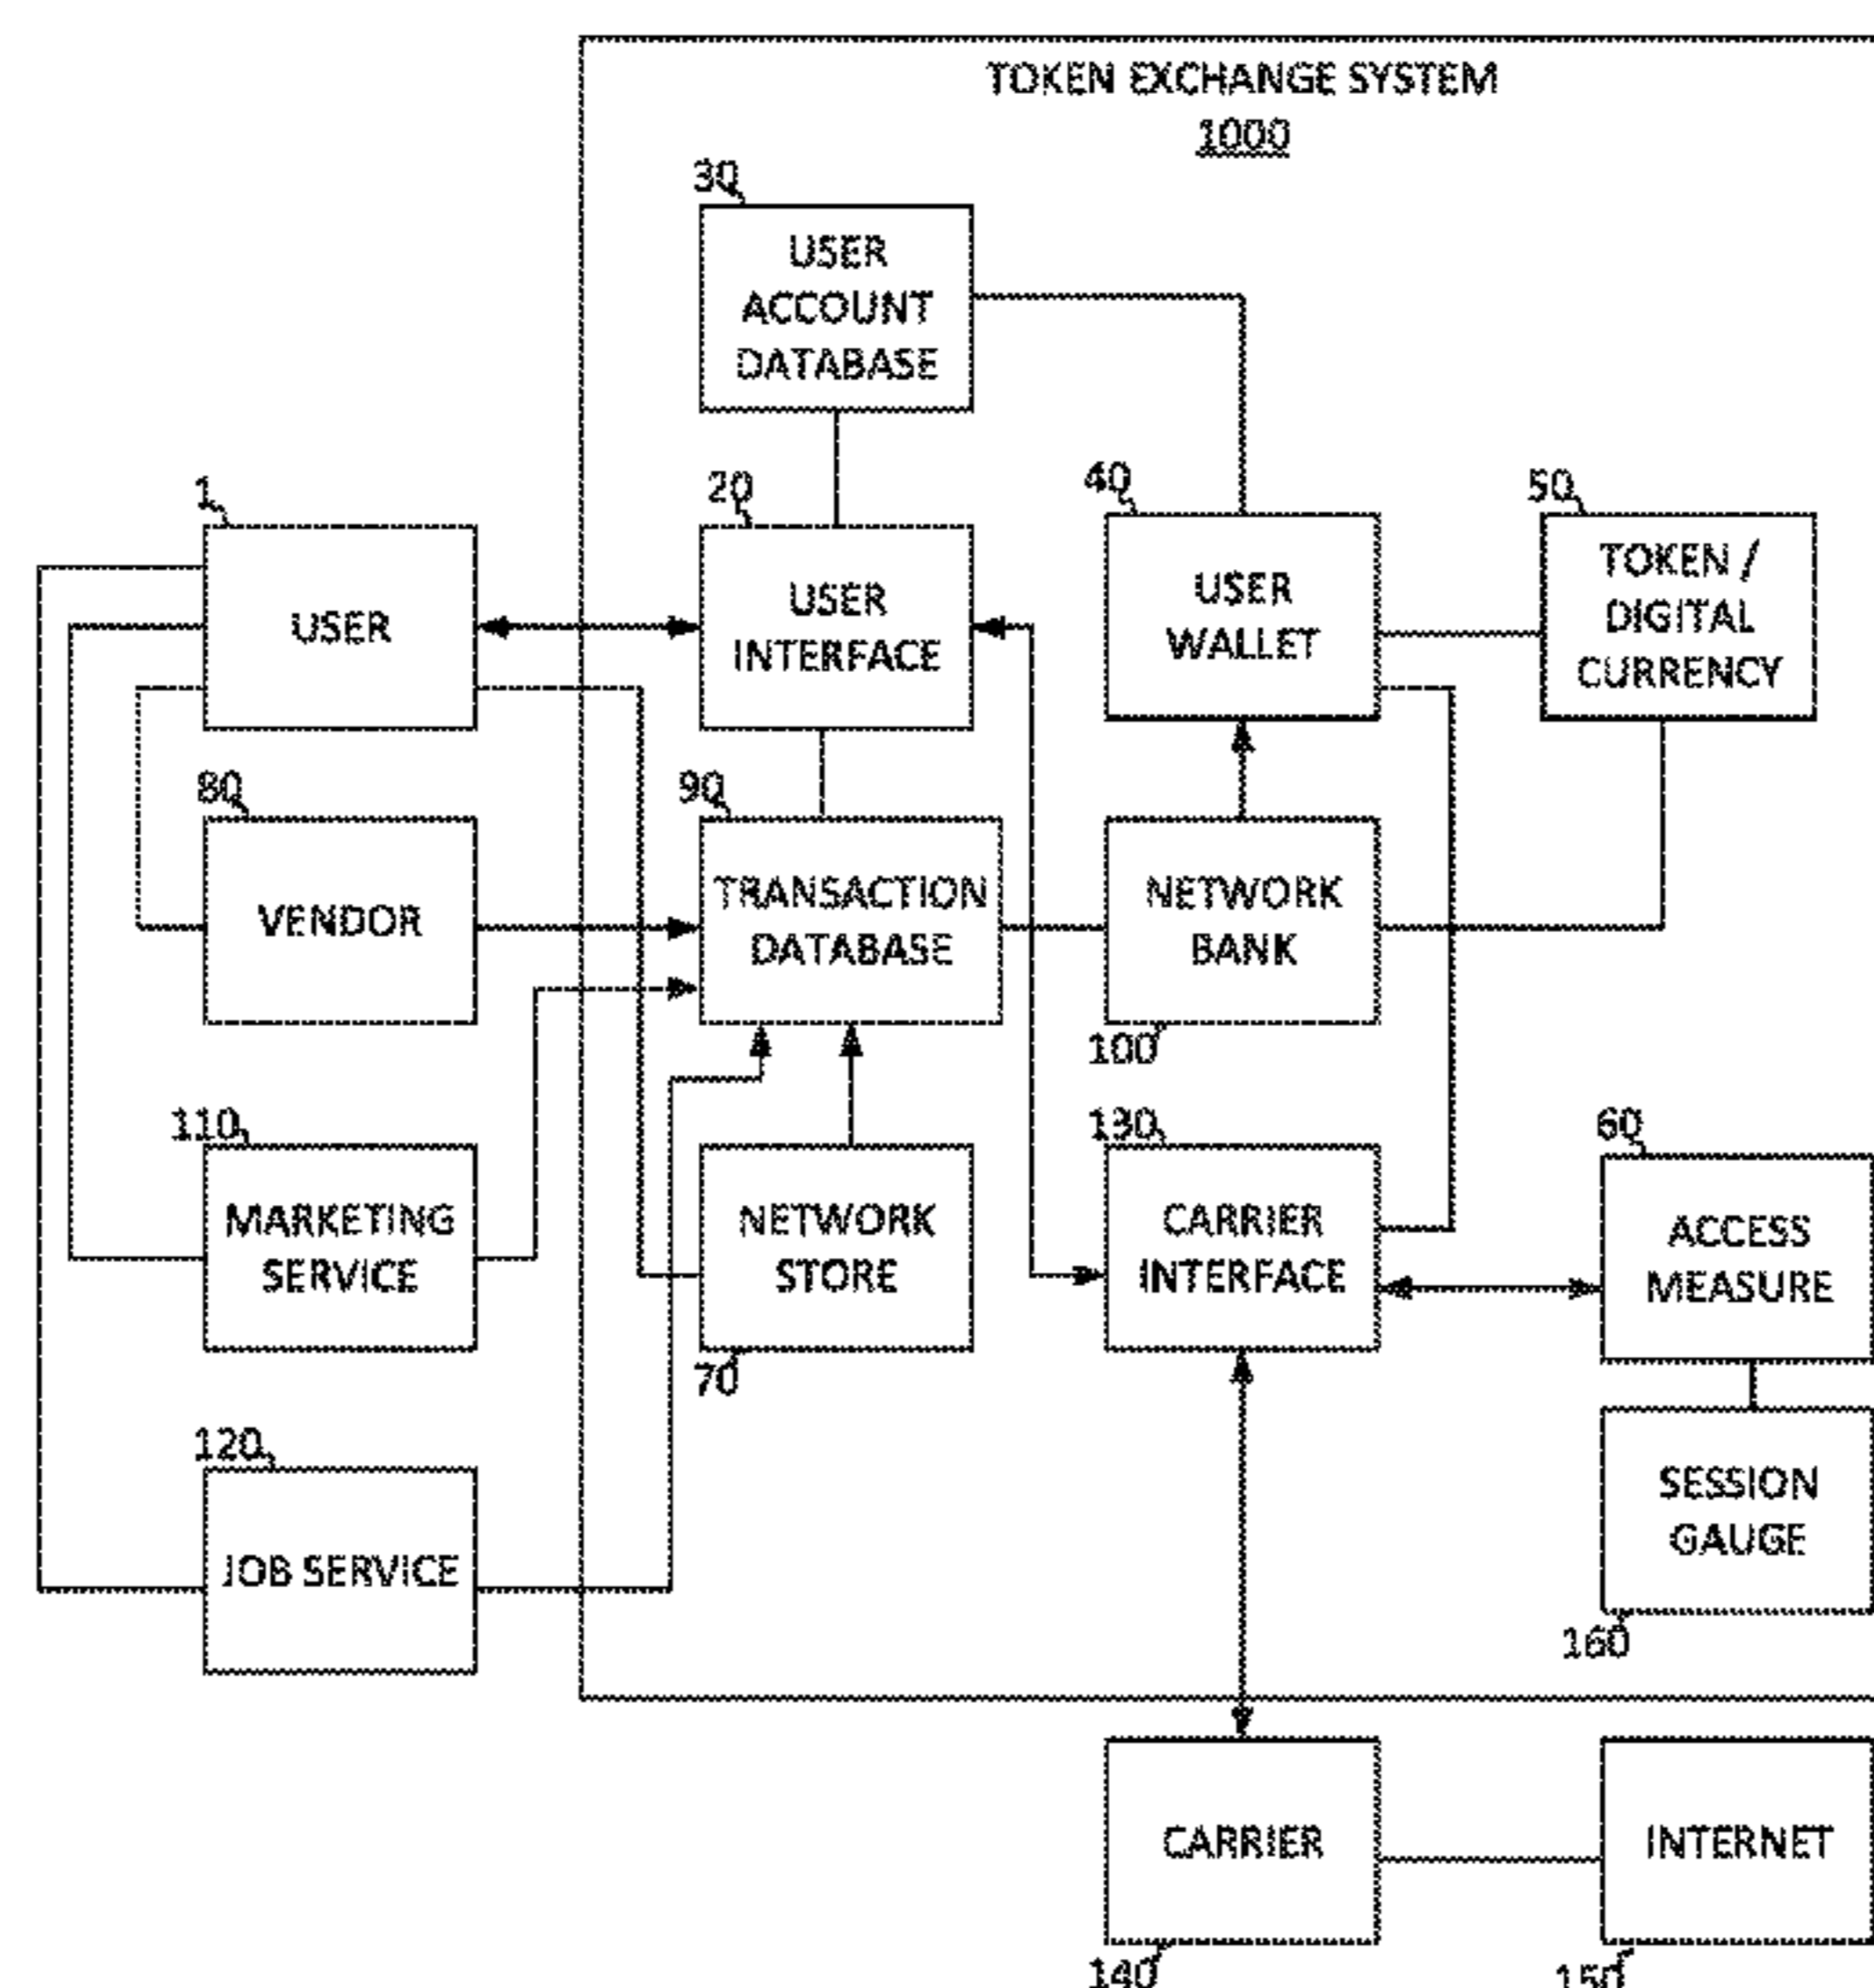 TOKEN EXCHANGE SYSTEM
1000
30
USER
ACCOUNT
DATABASE
1
USER
20
USER
INTERFACE
40
USER
WALLET
50
TOKEN /
DIGITAL
CURRENCY
80
VENDOR
90
TRANSACTION
DATABASE
NETWORK
BANK
100
110
MARKETING
SERVICE
NETWORK
STORE
70
130
CARRIER
INTERFACE
60
ACCESS
MEASURE
120
JOB SERVICE
SESSION
GAUGE
160
CARRIER
140
INTERNET
150